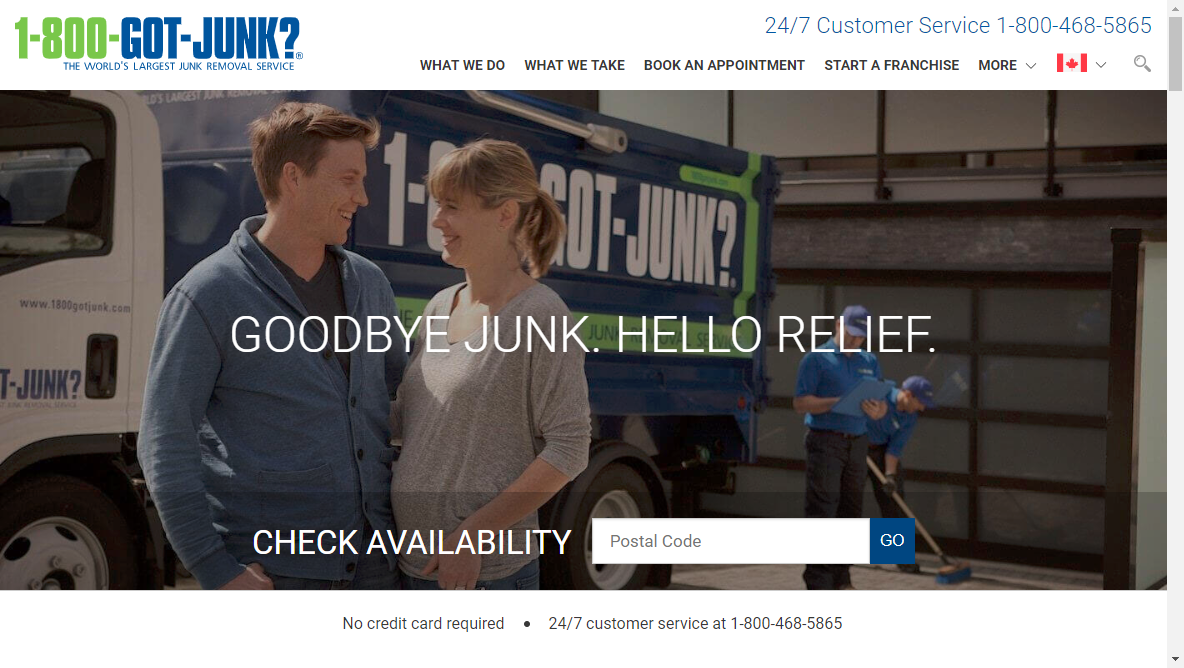 1-800-GOT-JUNK?®
THE WORLD'S LARGEST JUNK REMOVAL SERVICE
24/7 Customer Service 1-800-468-5865
WHAT WE DO
WHAT WE TAKE
BOOK AN APPOINTMENT
START A FRANCHISE
MORE
LD'S LARGEST JUNK REMOVAL SERVICE
1-
GOT-JUNK?
www.1800gotjunk.com
T-JUNK?
JUNK REMOVAL SERVICE
GOODBYE JUNK. HELLO RELIEF.
CHECK AVAILABILITY
Postal Code
GO
No credit card required • 24/7 customer service at 1-800-468-5865